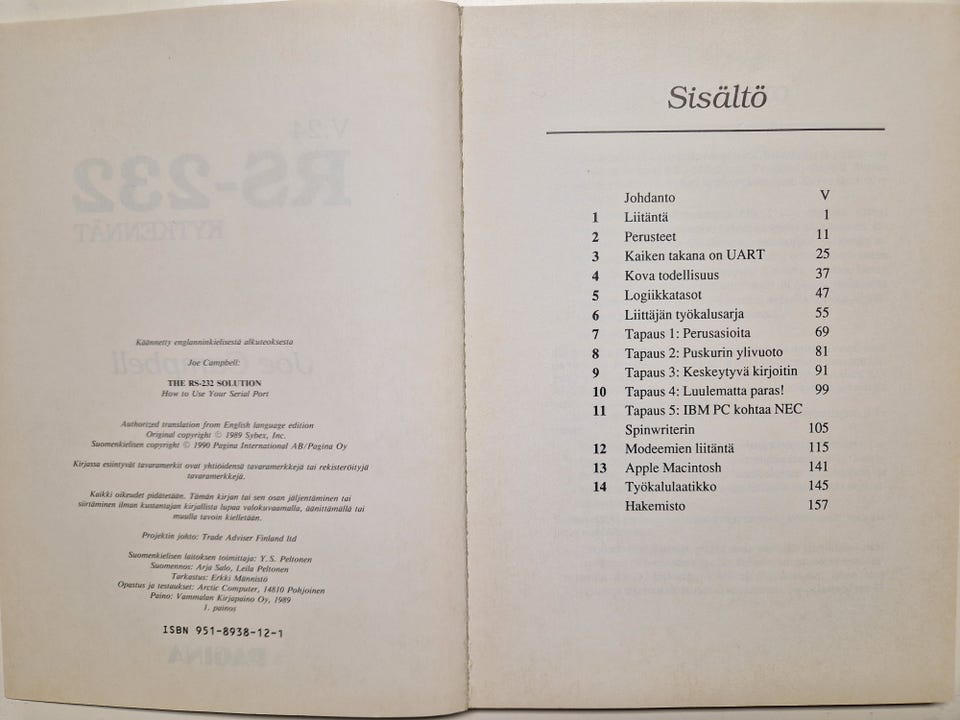 Käännetty englanninkielisestä alkuteoksesta
Joe Campbell:
THE RS-232 SOLUTION
How to Use Your Serial Port
Authorized translation from English language edition
Original copyright © 1989 Sybex, Inc.
Suomenkielisen copyright © 1990 Pagina International AB/Pagina Oy
Kirjassa esiintyvät tavaramerkit ovat yhtiöidensä tavaramerkkejä tai rekisteröityjä
tavaramerkkejä.
Kaikki oikeudet pidätetään. Tämän kirjan tai sen osan jäljentäminen tai
siirtäminen ilman kustantajan kirjallista lupaa valokuvaamalla, äänittämällä tai
muulla tavoin kielletään.
Projektin johto: Trade Adviser Finland ltd
Suomenkielisen laitoksen toimittaja: Y. S. Peltonen
Suomennos: Arja Salo, Leila Peltonen
Tarkastus: Erkki Männistö
Opastus ja testaukset: Arctic Computer, 14810 Pohjoinen
Paino: Vammalan Kirjapaino Oy, 1989
1. painos
ISBN 951-8938-12-1
V.24
RS-232
KYTKENNÄT
Joe Campbell
PAGINA
Sisältö
Johdanto V
1 Liitäntä 1
2 Perusteet 11
3 Kaiken takana on UART 25
4 Kova todellisuus 37
5 Logiikkatasot 47
6 Liittäjän työkalusarja 55
7 Tapaus 1: Perusasioita 69
8 Tapaus 2: Puskurin ylivuoto 81
9 Tapaus 3: Keskeytyvä kirjoitin 91
10 Tapaus 4: Luulematta paras! 99
11 Tapaus 5: IBM PC kohtaa NEC
Spinwriterin 105
12 Modeemien liitäntä 115
13 Apple Macintosh 141
14 Työkalulaatikko 145
Hakemisto 157